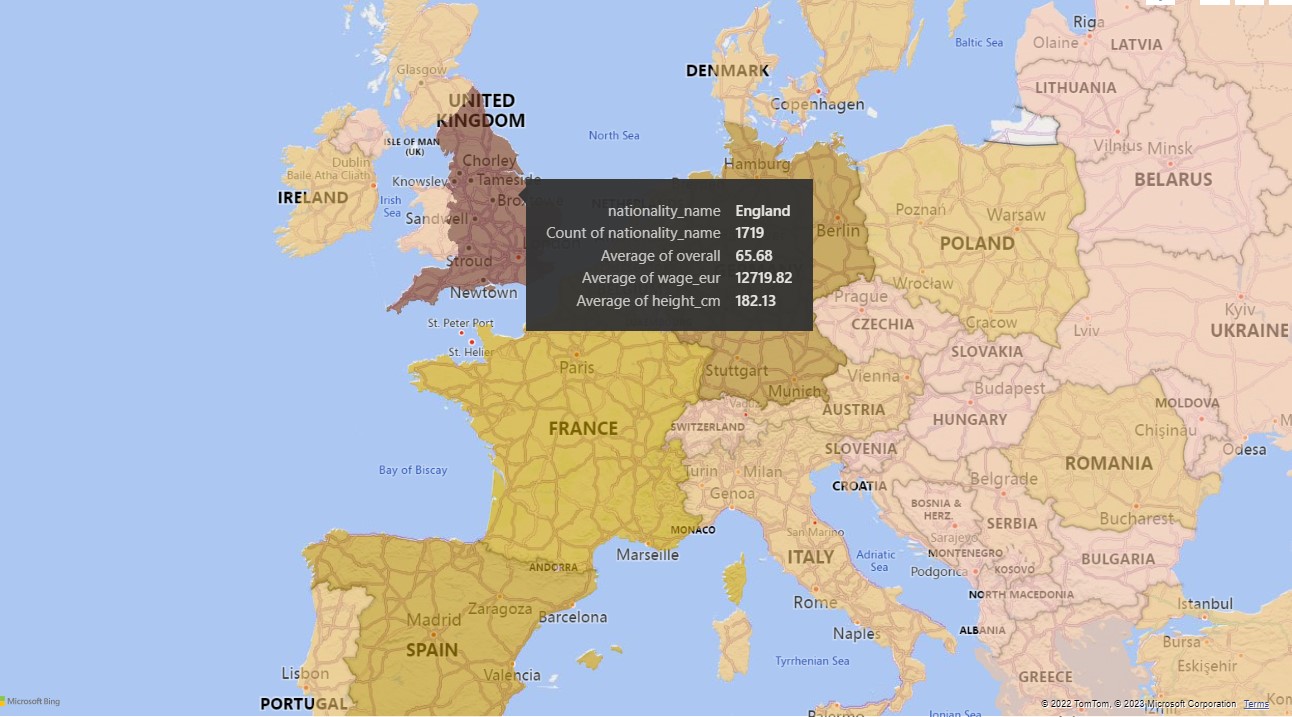 Riga
Olaine
LATVIA
Baltic Sea
Glasgow
DENMARK
LITHUANIA
UNITED
KINGDOM
Copenhagen
North Sea
ISLE OF MAN
(UK)
Vilnius
Minsk
Chorley
Dublin
Baile Atha Cliath
Hamburg
Knowsley
Tameside
BELARUS
IRELAND
Irish
Sea
Sandwell
Poznan
Warsaw
Berlin
POLAND
nationality_name England
Count of nationality_name 1719
Average of overall 65.68
Average of wage_eur 12719.82
Average of height_cm 182.13
Stroud
Newtown
Wrocław
Prague
Kyiv
St. Peter Port
CZECHIA
Cracow
Lviv
UKRAINE
St. Helier
SLOVAKIA
Paris
Stuttgart
Vienna
Munich
Budapest
Vaduz
AUSTRIA
MOLDOVA
FRANCE
SWITZERLAND
HUNGARY
Chișinau
SLOVENIA
Odesa
Bay of Biscay
Turin
Milan
ROMANIA
Genoa
CROATIA
Belgrade
BOSNIA &
HERZ.
Bucharest
MONACO
San Marino
SERBIA
Sarajevo
Marseille
ITALY
Adriatic
Sea
MONTENEGRO
BULGARIA
ANDORRA
Podgorica
KOSOVO
NORTH MACEDONIA
Zaragoza
Barcelona
Rome
Istanbul
Madrid
Naples
ALBANIA
Bursa
SPAIN
Tyrrhenian Sea
Eskişehir
Lisbon
Valencia
GREECE
PORTUGAL
Microsoft Bing
Palermo
Ionian Sea
İzmir
© 2022 TomTom, © 2023 Microsoft Corporation Terms